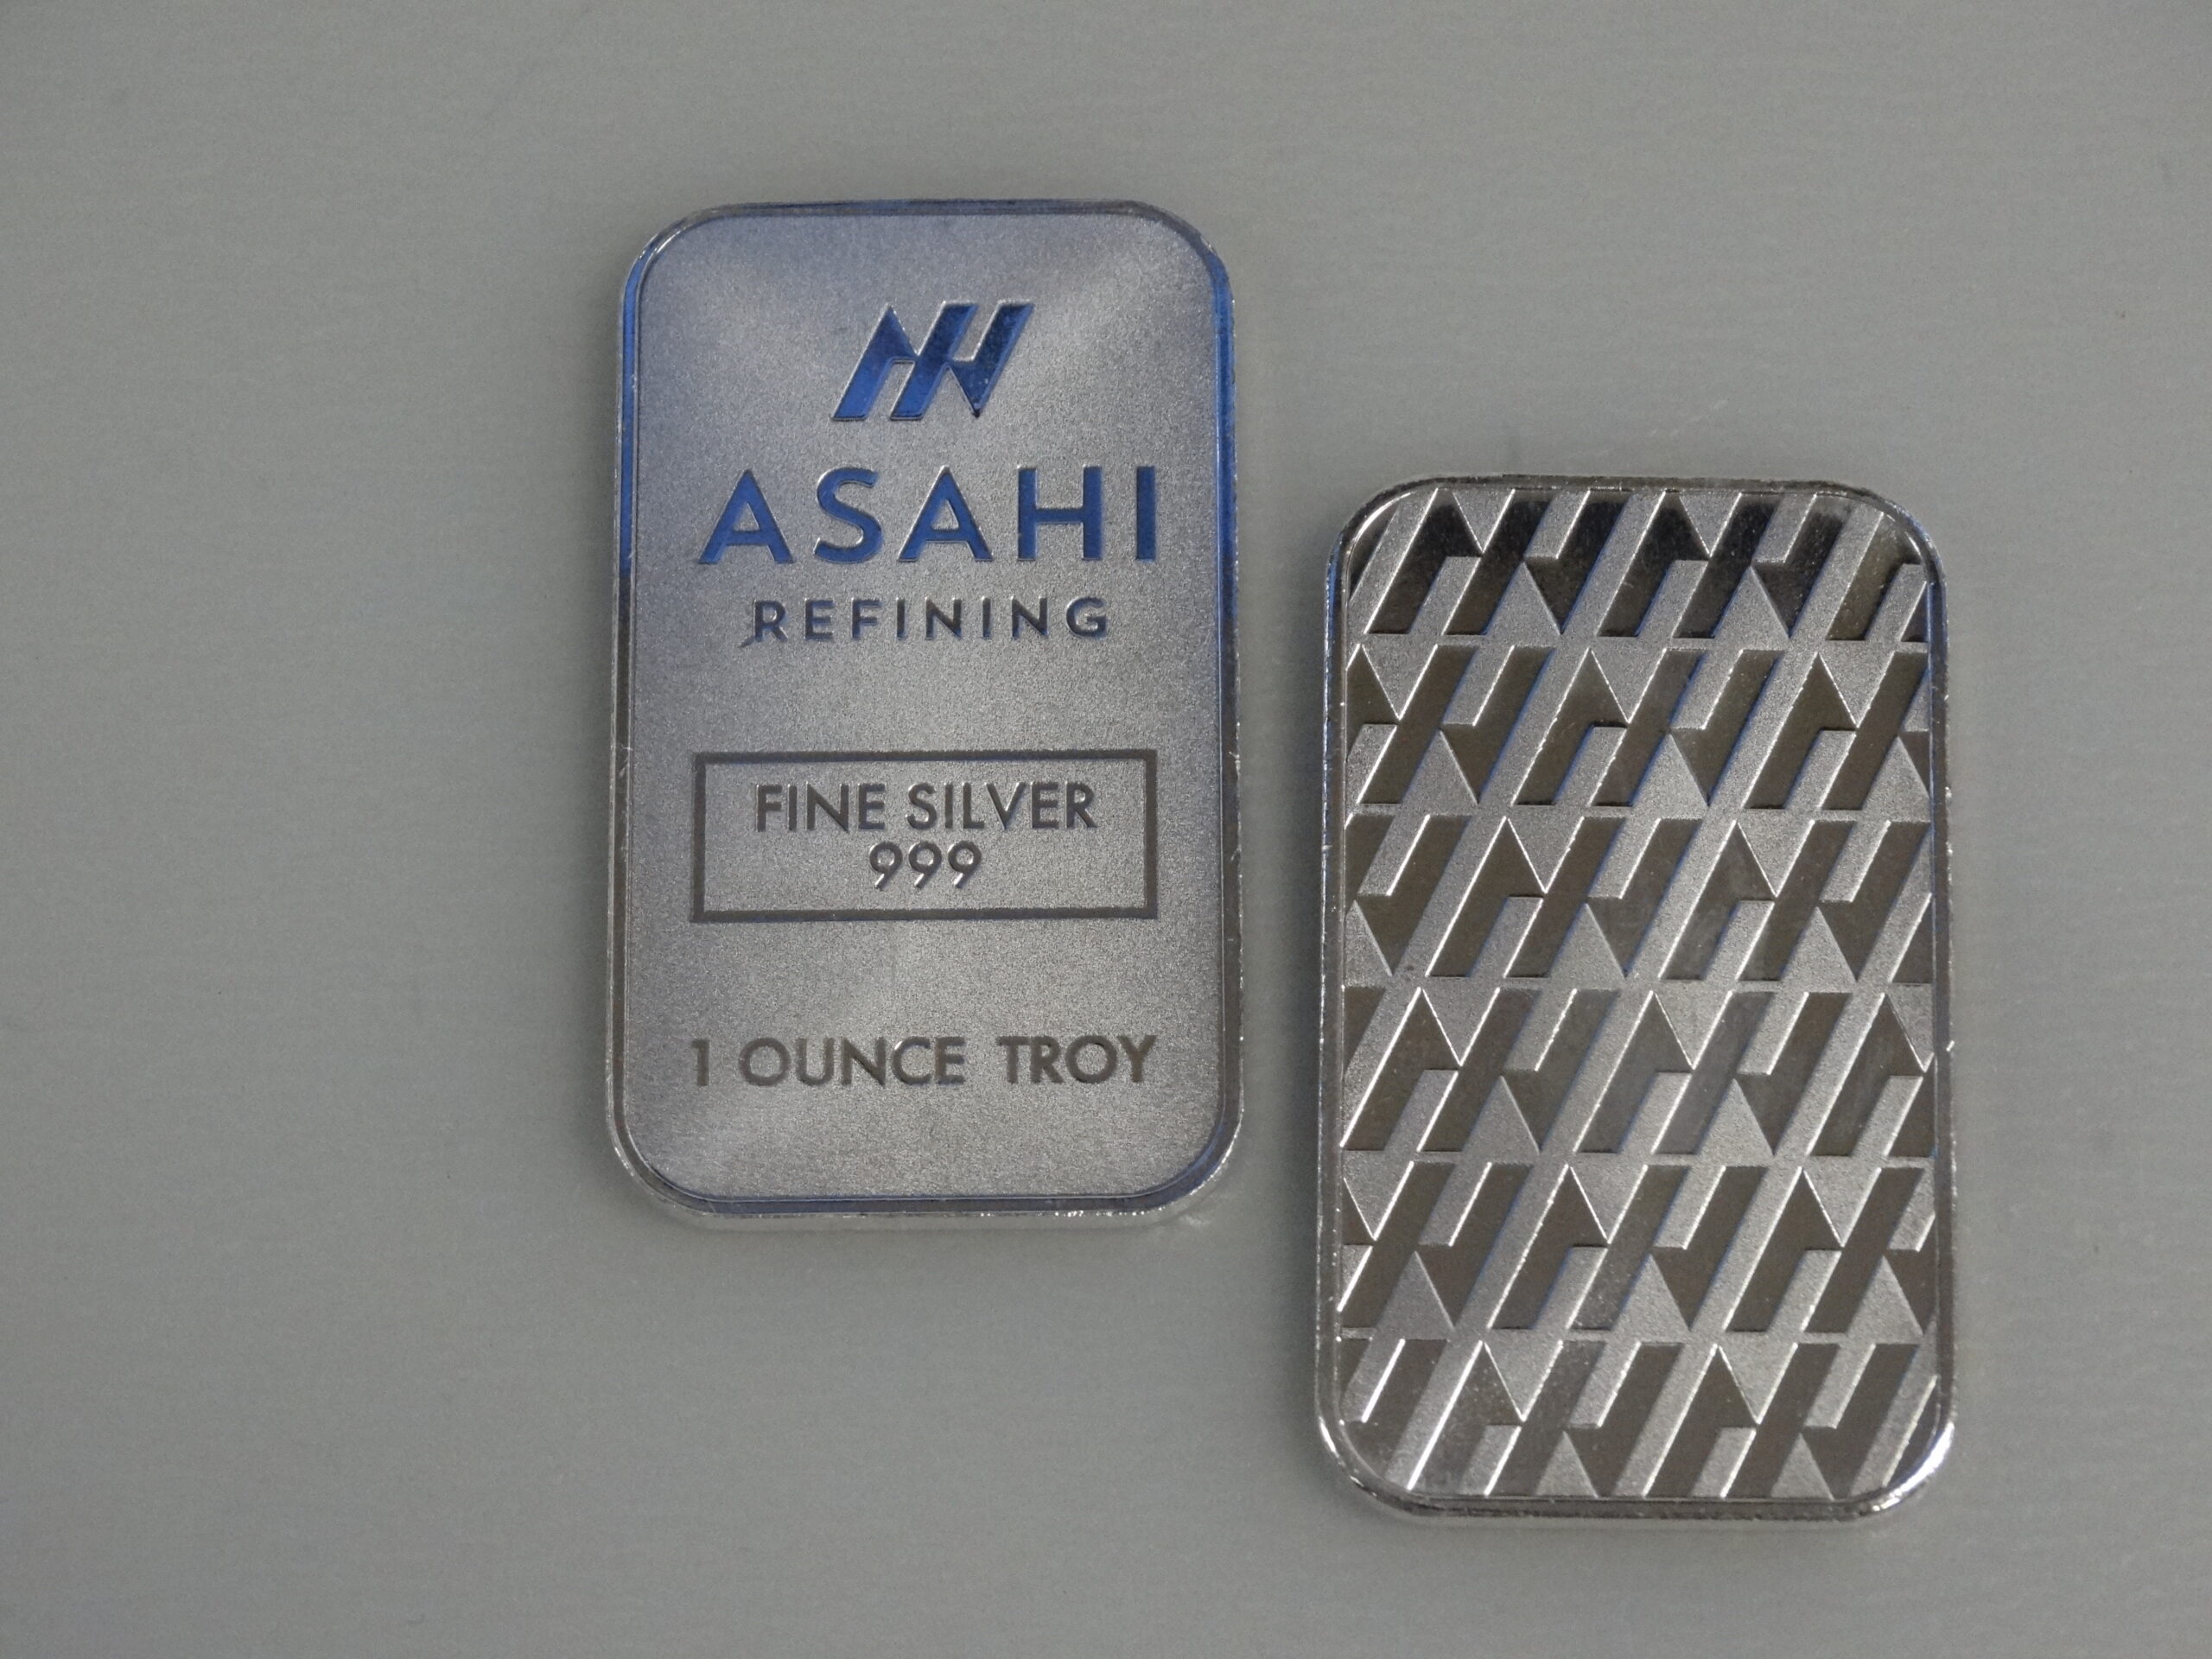 ASAHI
REFINING
FINE SILVER
999
1 OUNCE TROY